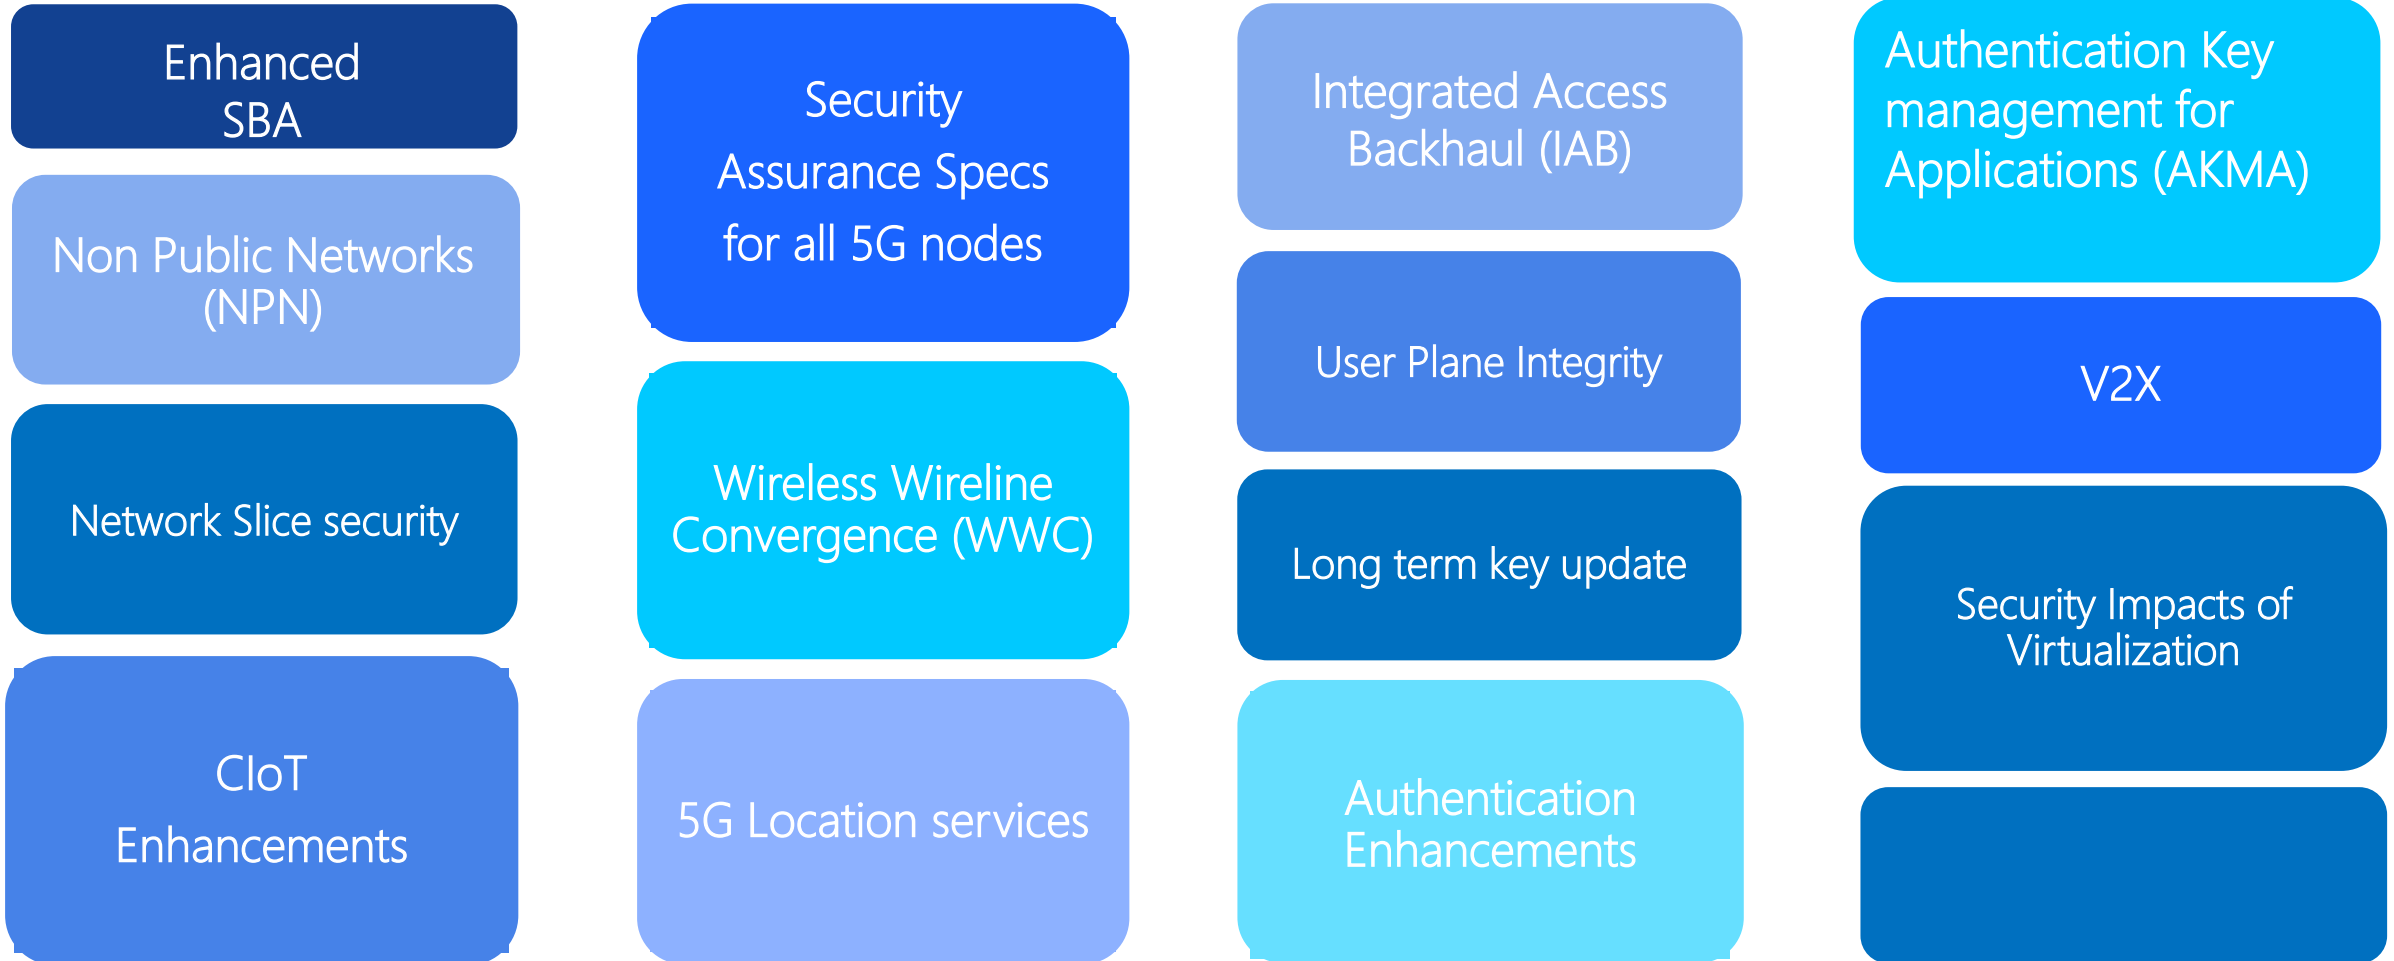 Enhanced
SBA
Non Public Networks
(NPN)
Network Slice security
CIoT
Enhancements
Security
Assurance Specs
for all 5G nodes
Wireless Wireline
Convergence (WWC)
5G Location services
Integrated Access
Backhaul (IAB)
User Plane Integrity
Long term key update
Authentication
Enhancements
Authentication Key
management for
Applications (AKMA)
V2X
Security Impacts of
Virtualization